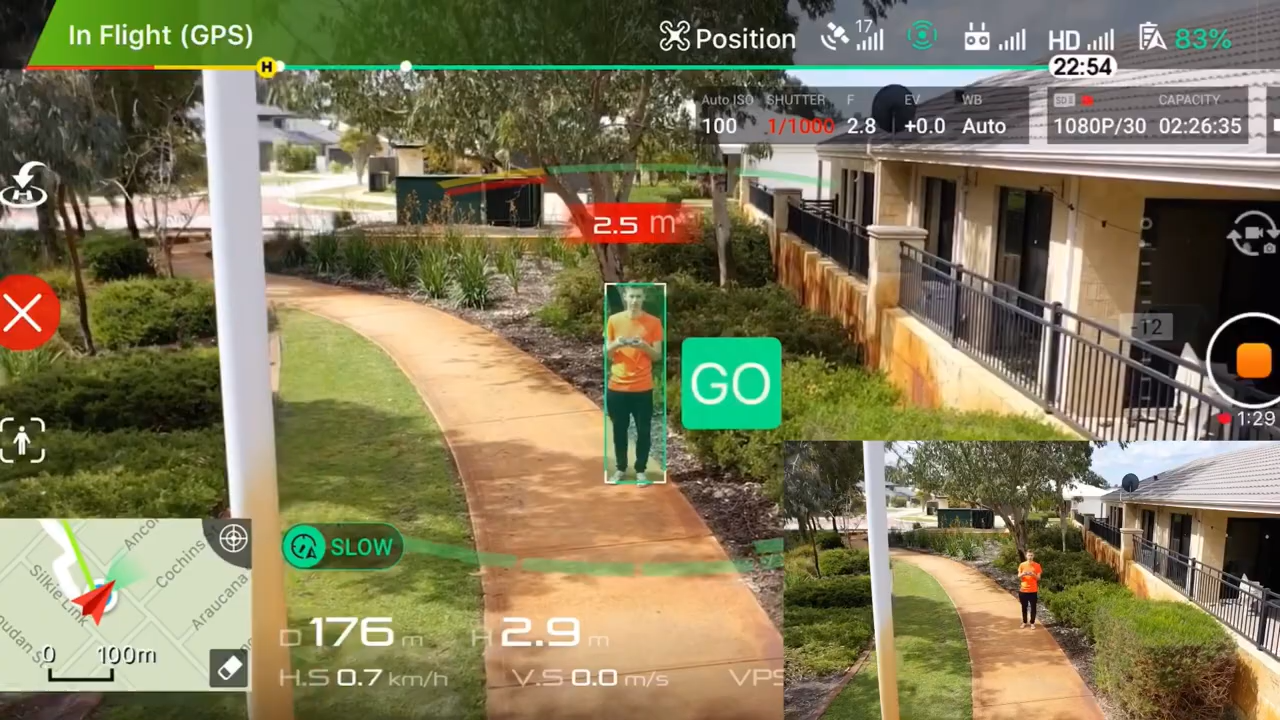 In Flight (GPS)
Position
17
HD
83%
H
22:54
Auto ISO SHUTTER F EV WB
100 1/1000 2.8 +0.0 Auto
SD CAPACITY
1080P/30 02:26:35
2.5 m
-12
GO
1:29
SLOW
Cochins
Silkie Link
Araucana
0 100m
D 176 m H 2.9 m
H.S 0.7 km/h V.S 0.0 m/s VPS